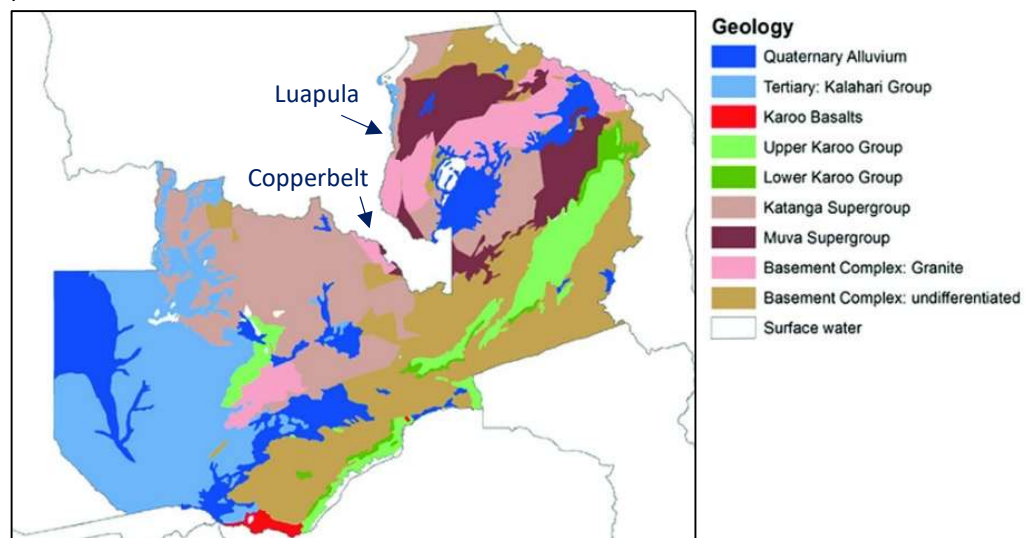 Luapula
Copperbelt
Geology
Quaternary Alluvium
Tertiary: Kalahari Group
Karoo Basalts
Upper Karoo Group
Lower Karoo Group
Katanga Supergroup
Muva Supergroup
Basement Complex: Granite
Basement Complex: undifferentiated
Surface water